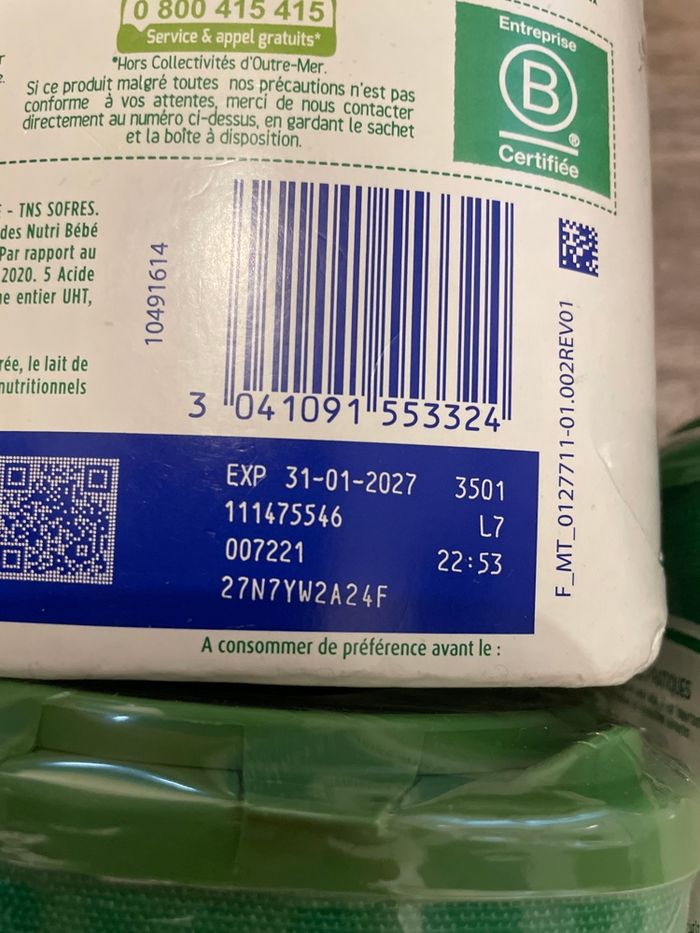 0 800 415 415
Service & appel gratuits*
*Hors Collectivités d'Outre-Mer.
Si ce produit malgré toutes nos précautions n'est pas
conforme à vos attentes, merci de nous contacter
directement au numéro ci-dessus, en gardant le sachet
et la boîte à disposition.
Entreprise
B
®
Certifiée
- TNS SOFRES.
des Nutri Bébé
Par rapport au
2020. 5 Acide
entier UHT,
le lait de
nutritionnels
10491614
3 041091 553324
F_MT_0127711-01.002REV01
EXP 31-01-2027 3501
111475546 L7
007221 22:53
27N7YW2A24F
A consommer de préférence avant le :